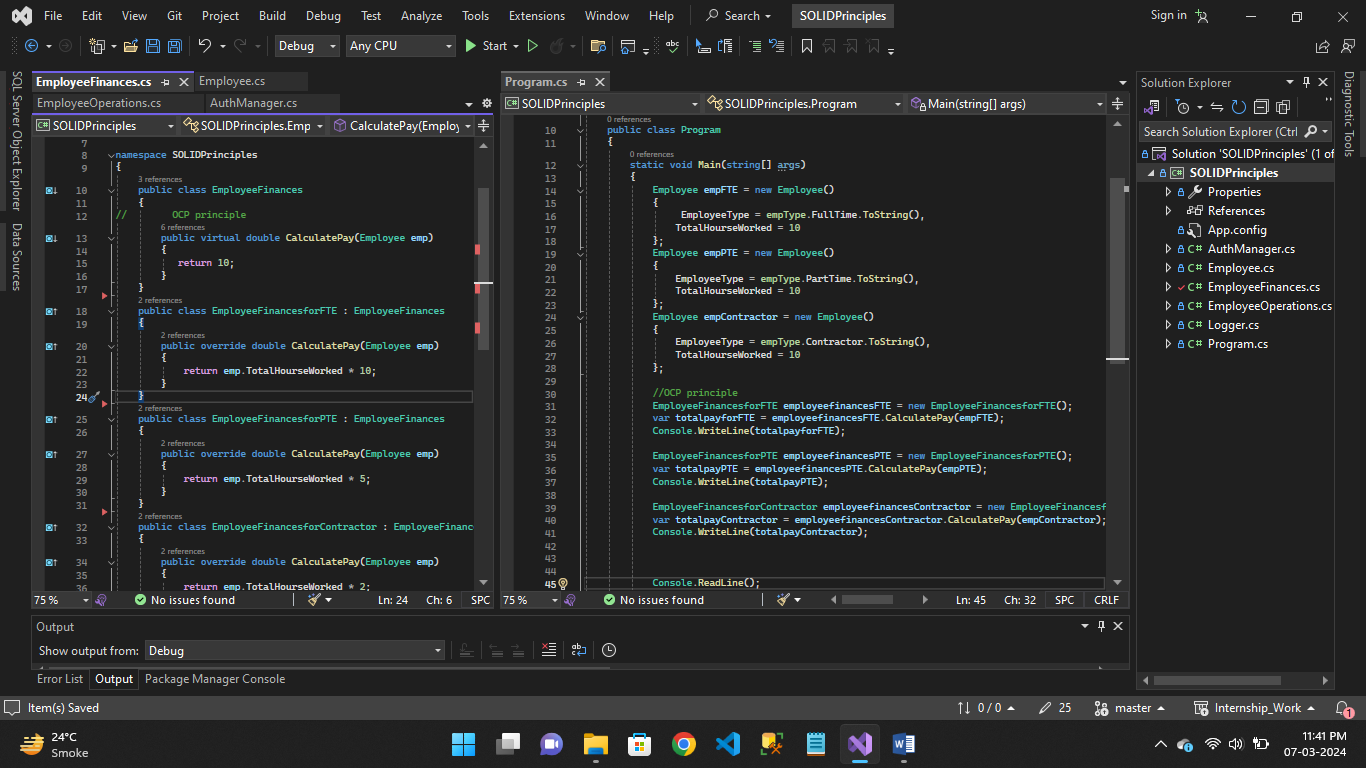 File Edit View Git Project Build Debug Test Analyze Tools Extensions Window Help Search SOLIDPrinciples Sign in
Debug Any CPU Start
SQL Server Object Explorer
Data Sources
EmployeeFinances.cs Employee.cs
EmployeeOperations.cs AuthManager.cs
SOLIDPrinciples SOLIDPrinciples.Emp CalculatePay(Employ
7
8 namespace SOLIDPrinciples
9 {
3 references
10 public class EmployeeFinances
11 {
12 // OCP principle
6 references
13 public virtual double CalculatePay(Employee emp)
14 {
15 return 10;
16 }
17 }
2 references
18 public class EmployeeFinancesforFTE : EmployeeFinances
19 {
2 references
20 public override double CalculatePay(Employee emp)
21 {
22 return emp.TotalHourseWorked * 10;
23 }
24 }
2 references
25 public class EmployeeFinancesforPTE : EmployeeFinances
26 {
2 references
27 public override double CalculatePay(Employee emp)
28 {
29 return emp.TotalHourseWorked * 5;
30 }
31 }
2 references
32 public class EmployeeFinancesforContractor : EmployeeFinanc
33 {
2 references
34 public override double CalculatePay(Employee emp)
35 {
36 return emp.TotalHourseWorked * 2;
75 % No issues found Ln: 24 Ch: 6 SPC
Program.cs
SOLIDPrinciples SOLIDPrinciples.Program Main(string[] args)
0 references
10 public class Program
11 {
0 references
12 static void Main(string[] args)
13 {
14 Employee empFTE = new Employee()
15 {
16 EmployeeType = empType.FullTime.ToString(),
17 TotalHourseWorked = 10
18 };
19 Employee empPTE = new Employee()
20 {
21 EmployeeType = empType.PartTime.ToString(),
22 TotalHourseWorked = 10
23 };
24 Employee empContractor = new Employee()
25 {
26 EmployeeType = empType.Contractor.ToString(),
27 TotalHourseWorked = 10
28 };
29
30 //OCP principle
31 EmployeeFinancesforFTE employeefinancesFTE = new EmployeeFinancesforFTE();
32 var totalpayforFTE = employeefinancesFTE.CalculatePay(empFTE);
33 Console.WriteLine(totalpayforFTE);
34
35 EmployeeFinancesforPTE employeefinancesPTE = new EmployeeFinancesforPTE();
36 var totalpayPTE = employeefinancesPTE.CalculatePay(empPTE);
37 Console.WriteLine(totalpayPTE);
38
39 EmployeeFinancesforContractor employeefinancesContractor = new EmployeeFinancesf
40 var totalpayContractor = employeefinancesContractor.CalculatePay(empContractor);
41 Console.WriteLine(totalpayContractor);
42
43
44
45 Console.ReadLine();
75 % No issues found Ln: 45 Ch: 32 SPC CRLF
Solution Explorer
Search Solution Explorer (Ctrl
Solution 'SOLIDPrinciples' (1 of
SOLIDPrinciples
Properties
References
App.config
AuthManager.cs
Employee.cs
EmployeeFinances.cs
EmployeeOperations.cs
Logger.cs
Program.cs
Diagnostic Tools
Output
Show output from: Debug
Error List Output Package Manager Console
Item(s) Saved 0 / 0 25 master Internship_Work 1
24°C
Smoke
11:41 PM
07-03-2024